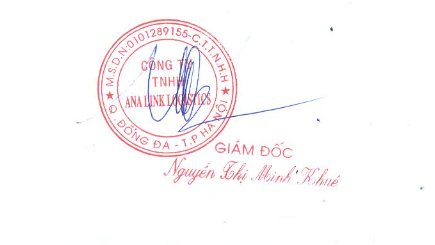 M.S.D.N:0101289155-C.T.T.N.H.H
CÔNG TY
TNHH
ANA LINK LOGISTICS
Q. ĐỐNG ĐA - T.P HÀ NỘI
GIÁM ĐỐC
Nguyễn Thị Minh Khuê